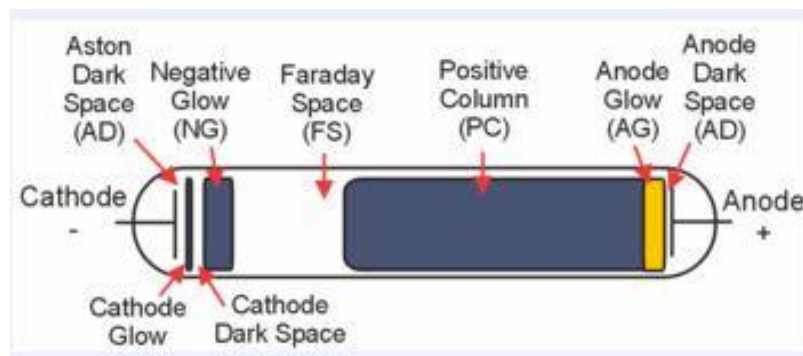 Aston
Dark
Space
(AD)
Negative
Glow
(NG)
Faraday
Space
(FS)
Positive
Column
(PC)
Anode
Glow
(AG)
Anode
Dark
Space
(AD)
Cathode
-
Anode
+
Cathode
Glow
Cathode
Dark Space